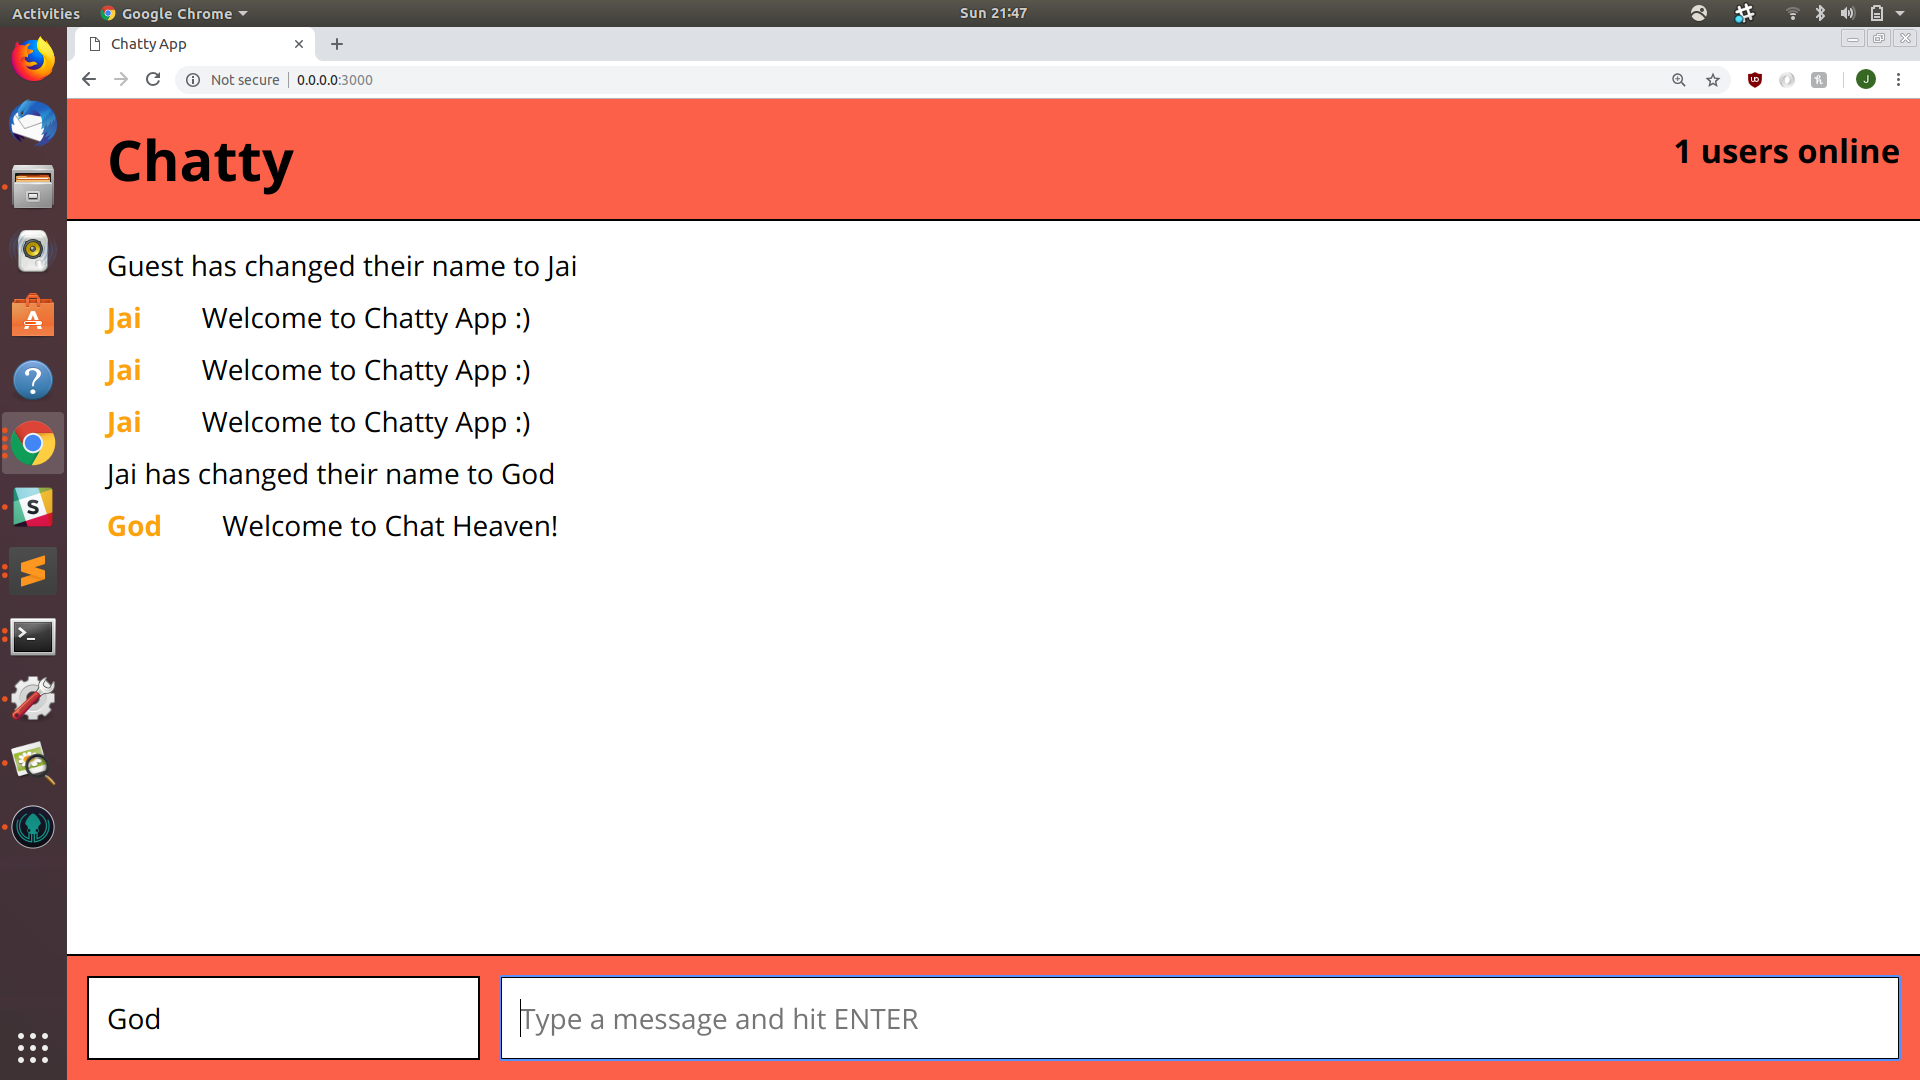 Activities Google Chrome Sun 21:47
Chatty App
Not secure 0.0.0.0:3000 J
Chatty 1 users online
Guest has changed their name to Jai
Jai Welcome to Chatty App :)
Jai Welcome to Chatty App :)
Jai Welcome to Chatty App :)
Jai has changed their name to God
God Welcome to Chat Heaven!
God Type a message and hit ENTER